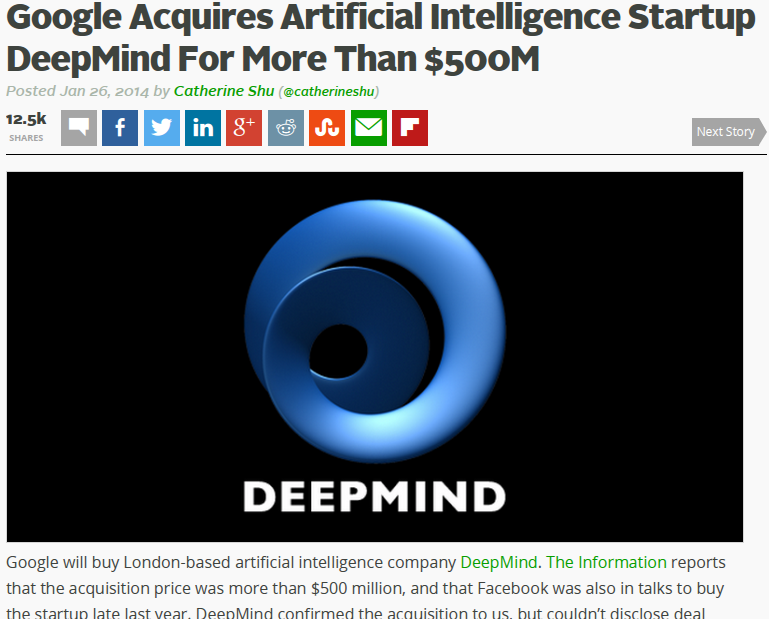 Google Acquires Artificial Intelligence Startup
DeepMind For More Than $500M
Posted Jan 26, 2014 by Catherine Shu (@catherineshu)
12.5k
SHARES
f
in
g+
Next Story
DEEPMIND
Google will buy London-based artificial intelligence company DeepMind. The Information reports
that the acquisition price was more than $500 million, and that Facebook was also in talks to buy
the startup late last year. DeepMind confirmed the acquisition to us, but couldn’t disclose deal